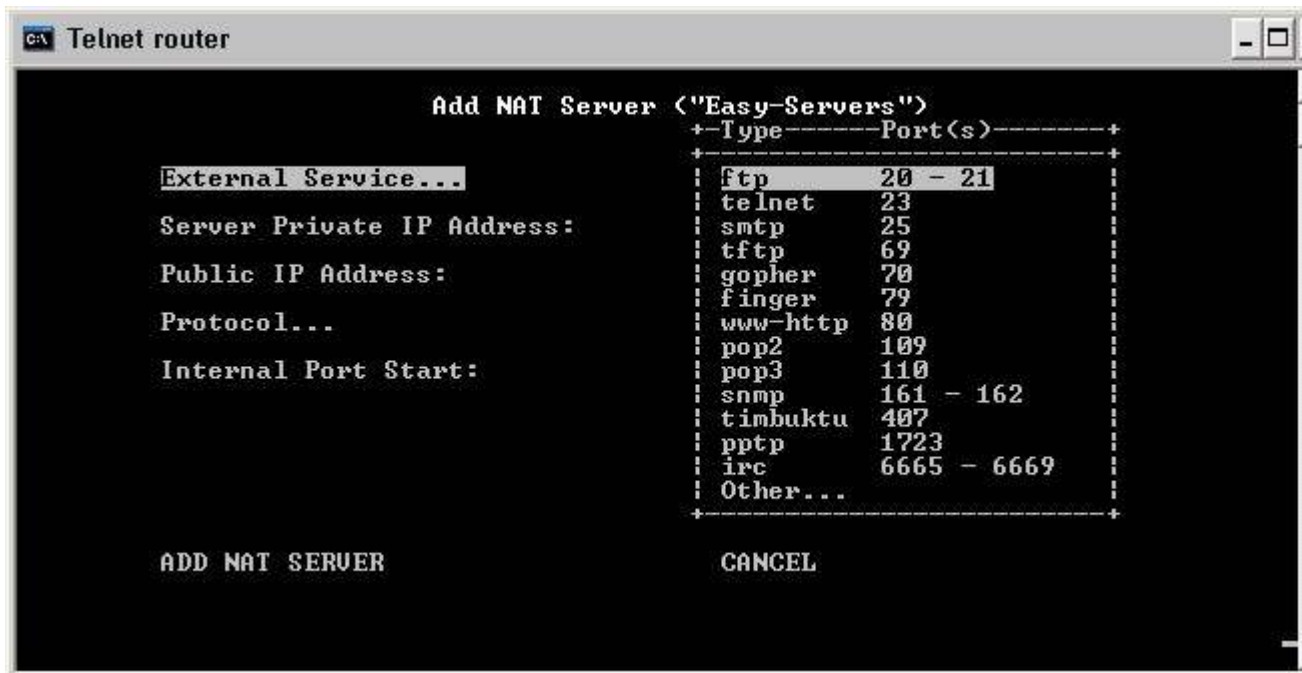 Telnet router
Add NAT Server ("Easy-Servers")
+-Type------Port(s)-------+
External Service...
ftp 20 - 21
telnet 23
Server Private IP Address:
smtp 25
tftp 69
Public IP Address:
gopher 70
finger 79
Protocol...
www-http 80
pop2 109
Internal Port Start:
pop3 110
snmp 161 - 162
timbuktu 407
pptp 1723
irc 6665 - 6669
Other...
ADD NAT SERVER CANCEL